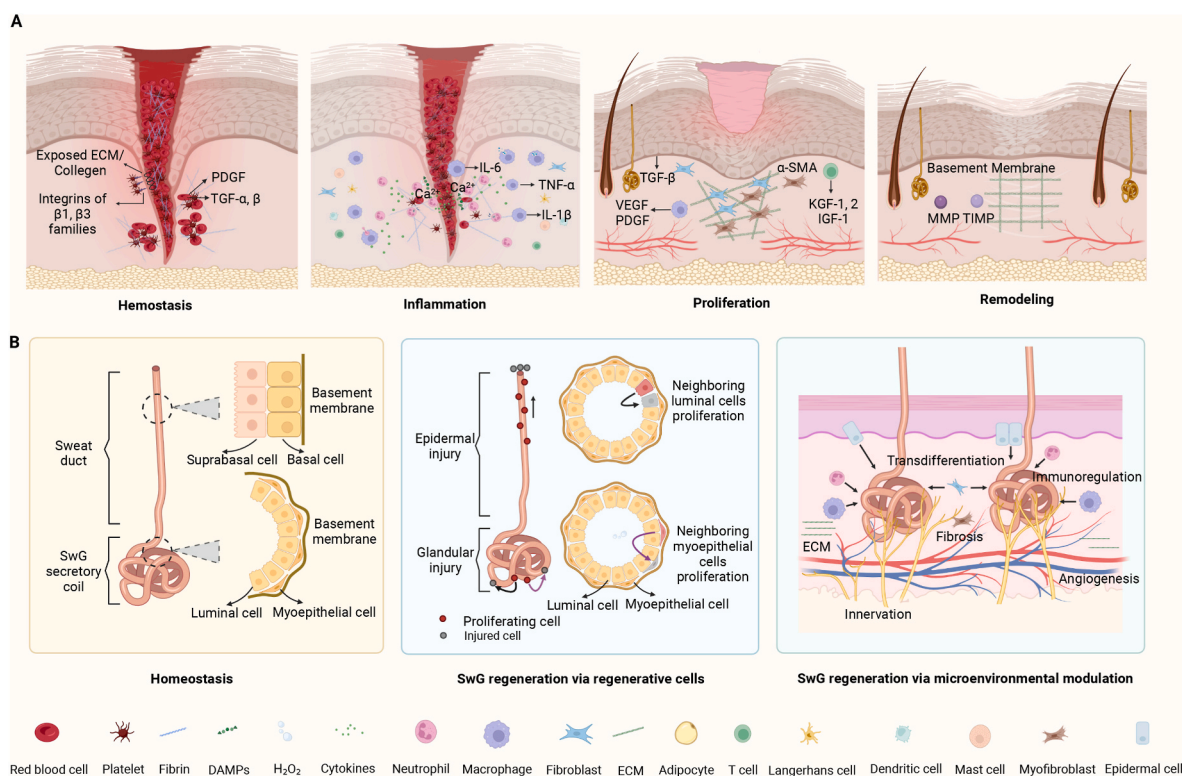 A
Exposed ECM/
Collegen
Integrins of
β1, β3
families
PDGF
TGF-α, β
Hemostasis
Ca²⁺
Ca²⁺
IL-6
TNF-α
IL-1β
Inflammation
TGF-β
VEGF
PDGF
α-SMA
KGF-1, 2
IGF-1
Proliferation
Basement Membrane
MMP TIMP
Remodeling
B
Sweat
duct
SwG
secretory
coil
Basement
membrane
Suprabasal cell
Basal cell
Basement
membrane
Luminal cell
Myoepithelial cell
Homeostasis
Epidermal
injury
Glandular
injury
Neighboring
luminal cells
proliferation
Neighboring
myoepithelial
cells
proliferation
Luminal cell
Myoepithelial cell
Proliferating cell
Injured cell
SwG regeneration via regenerative cells
Transdifferentiation
Immunoregulation
ECM
Fibrosis
Angiogenesis
Innervation
SwG regeneration via microenvironmental modulation
Red blood cell
Platelet
Fibrin
DAMPs
H₂O₂
Cytokines
Neutrophil
Macrophage
Fibroblast
ECM
Adipocyte
T cell
Langerhans cell
Dendritic cell
Mast cell
Myofibroblast
Epidermal cell